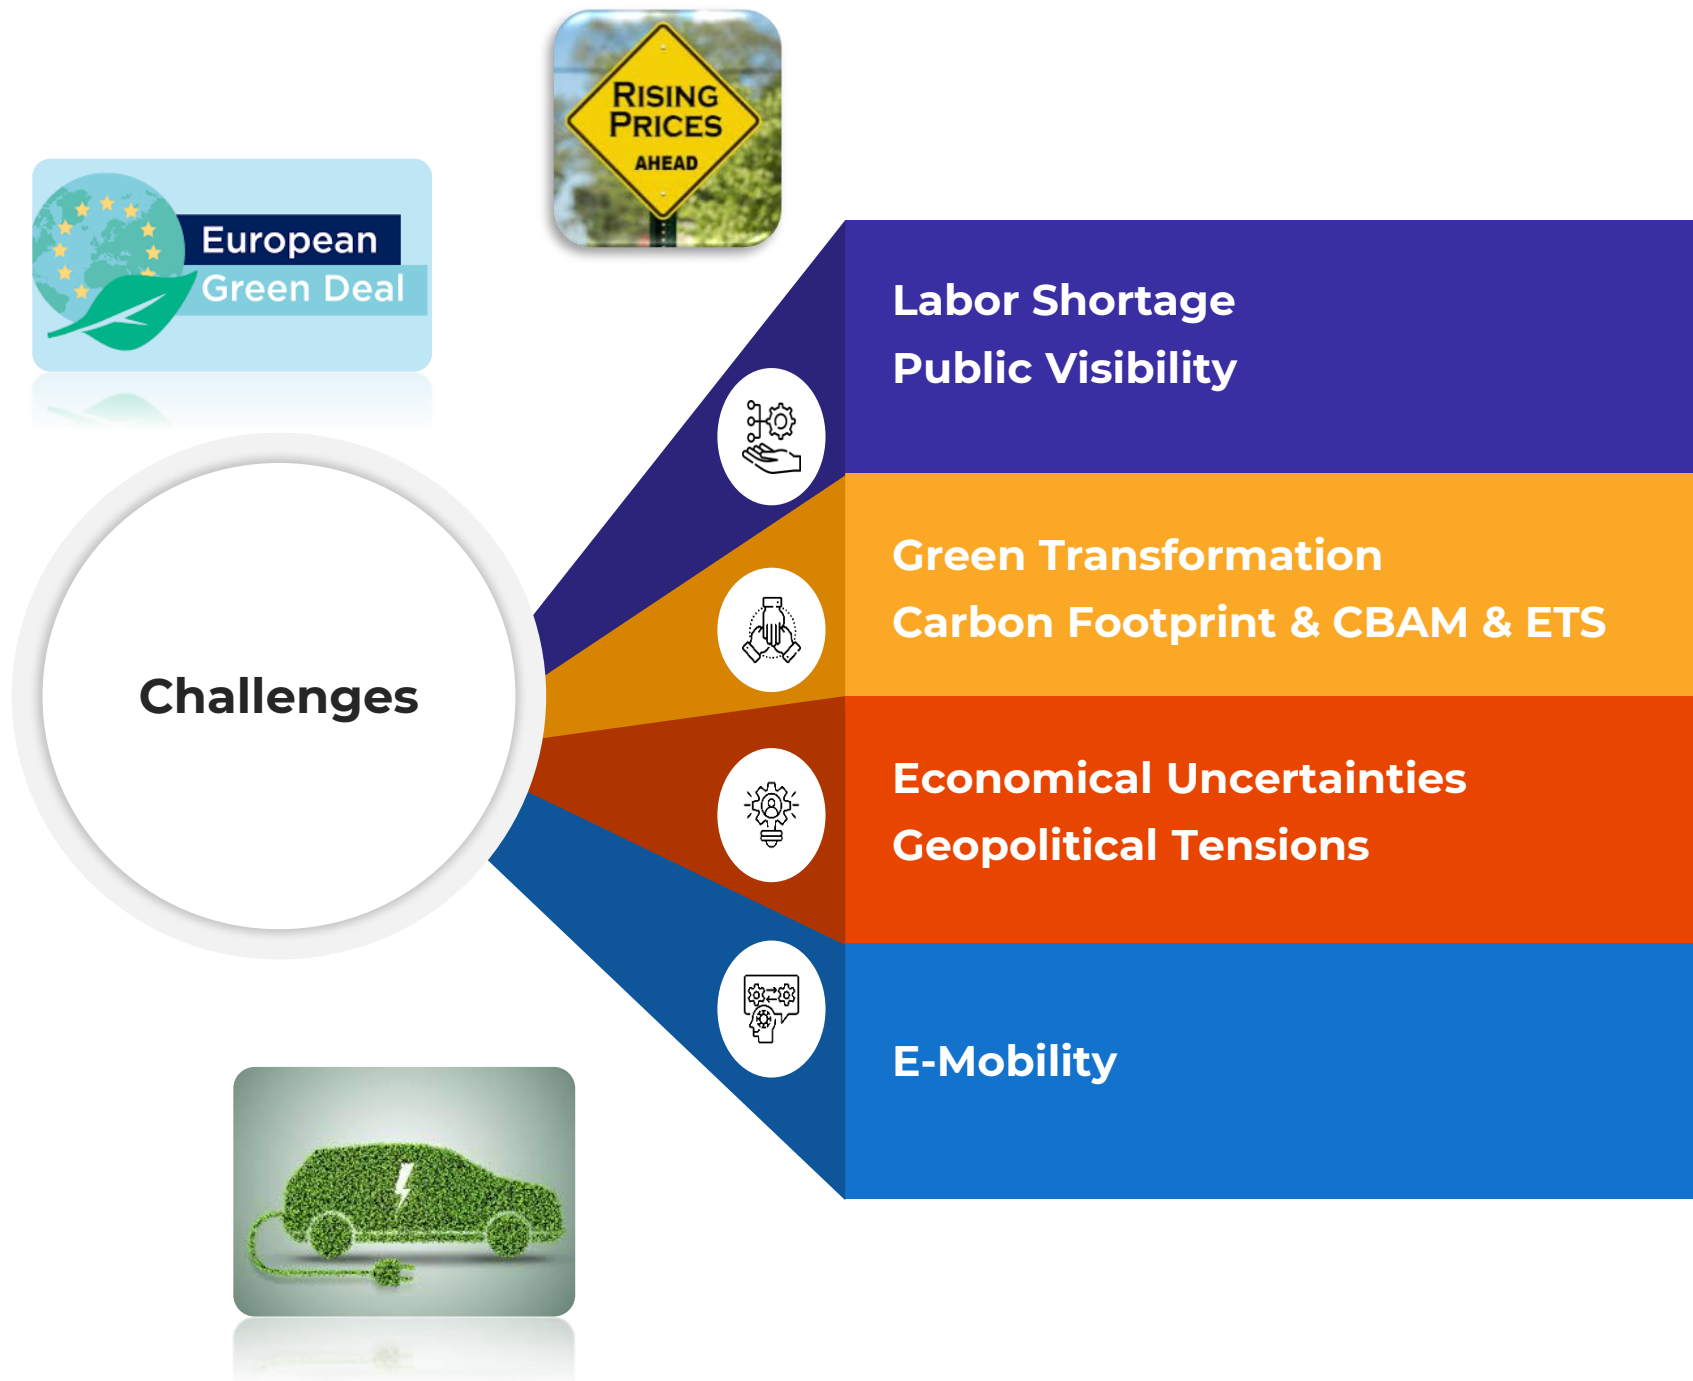 RISING
PRICES
AHEAD
European
Green Deal
Challenges
Labor Shortage
Public Visibility
Green Transformation
Carbon Footprint & CBAM & ETS
Economical Uncertainties
Geopolitical Tensions
E-Mobility